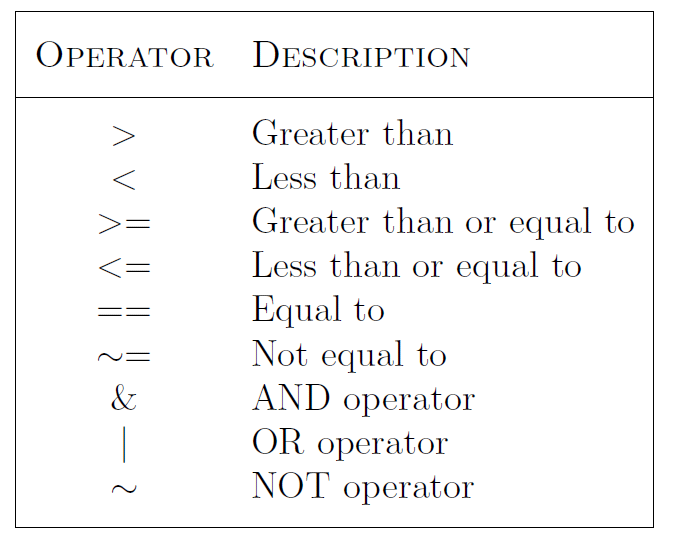 OPERATOR DESCRIPTION
> Greater than
< Less than
>= Greater than or equal to
<= Less than or equal to
== Equal to
~= Not equal to
& AND operator
| OR operator
~ NOT operator